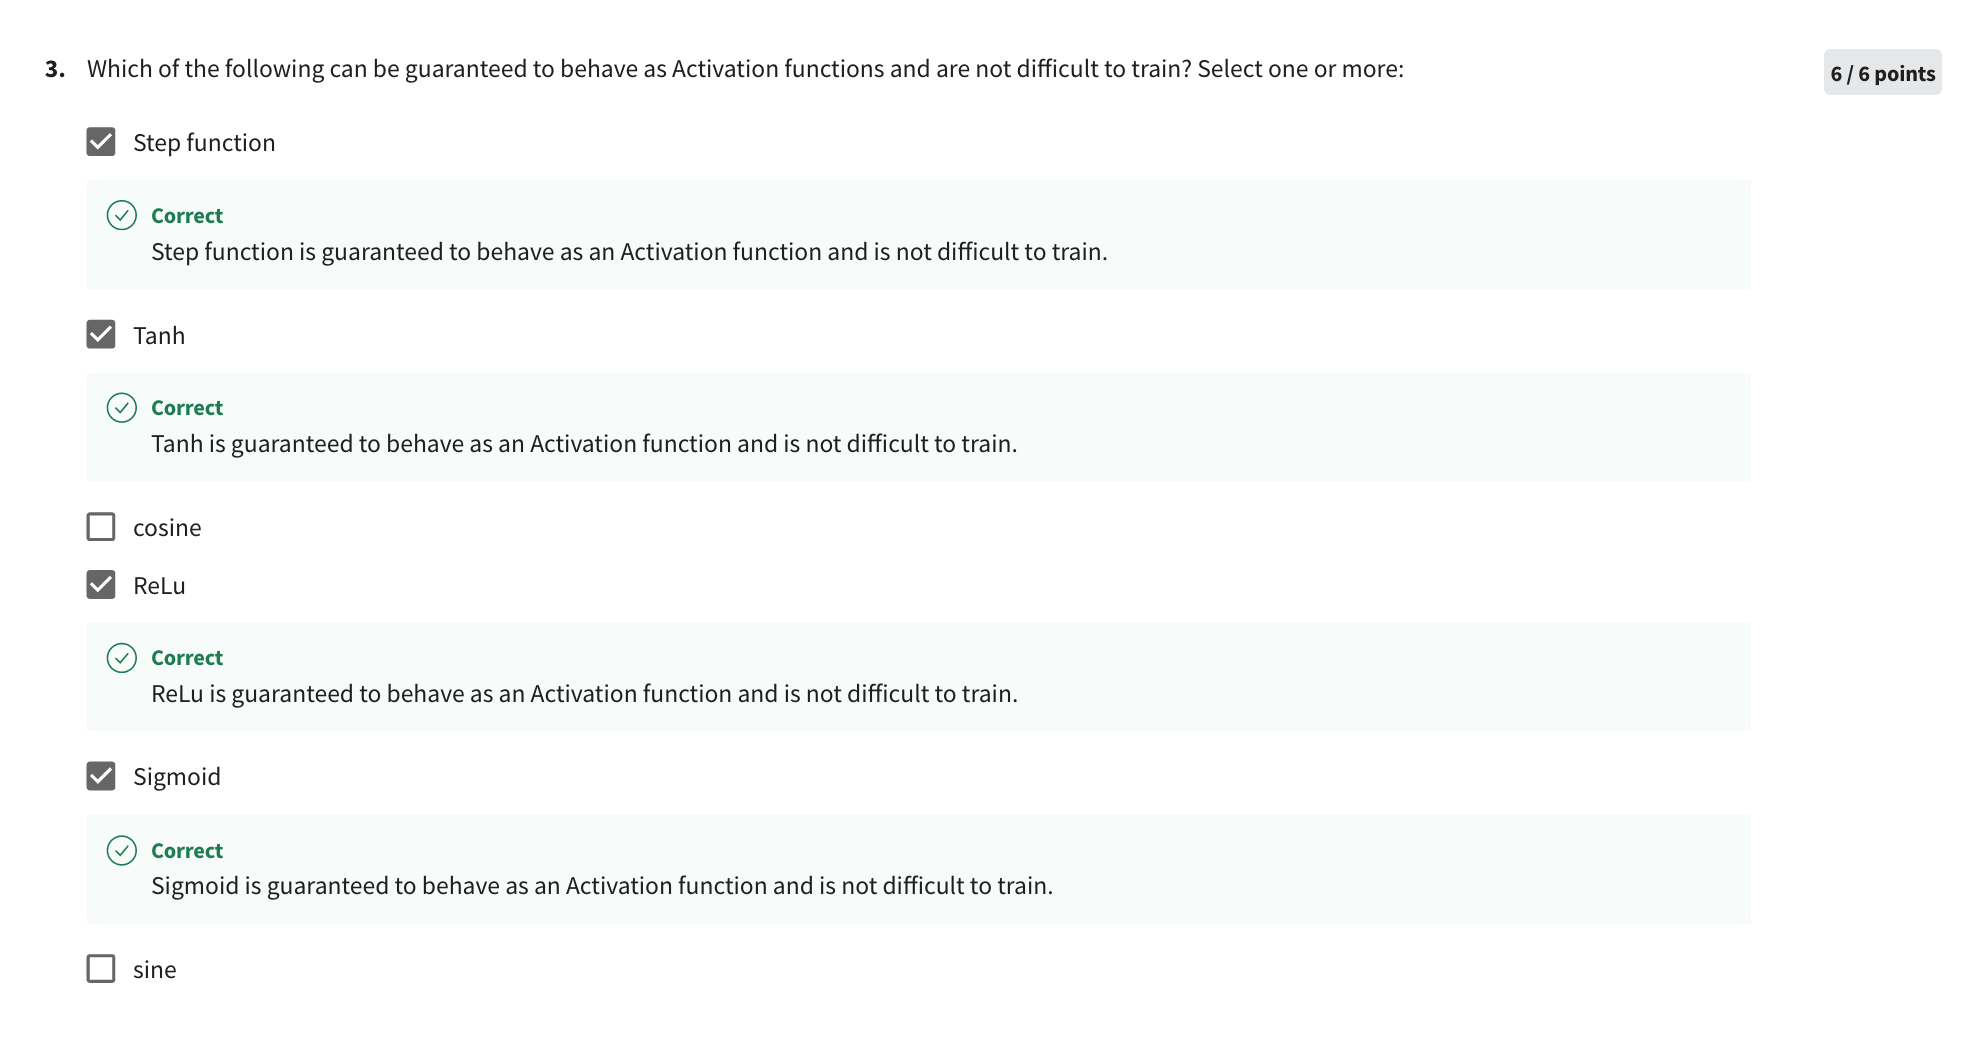 3. Which of the following can be guaranteed to behave as Activation functions and are not difficult to train? Select one or more:
6 / 6 points
Step function
Correct
Step function is guaranteed to behave as an Activation function and is not difficult to train.
Tanh
Correct
Tanh is guaranteed to behave as an Activation function and is not difficult to train.
cosine
ReLu
Correct
ReLu is guaranteed to behave as an Activation function and is not difficult to train.
Sigmoid
Correct
Sigmoid is guaranteed to behave as an Activation function and is not difficult to train.
sine